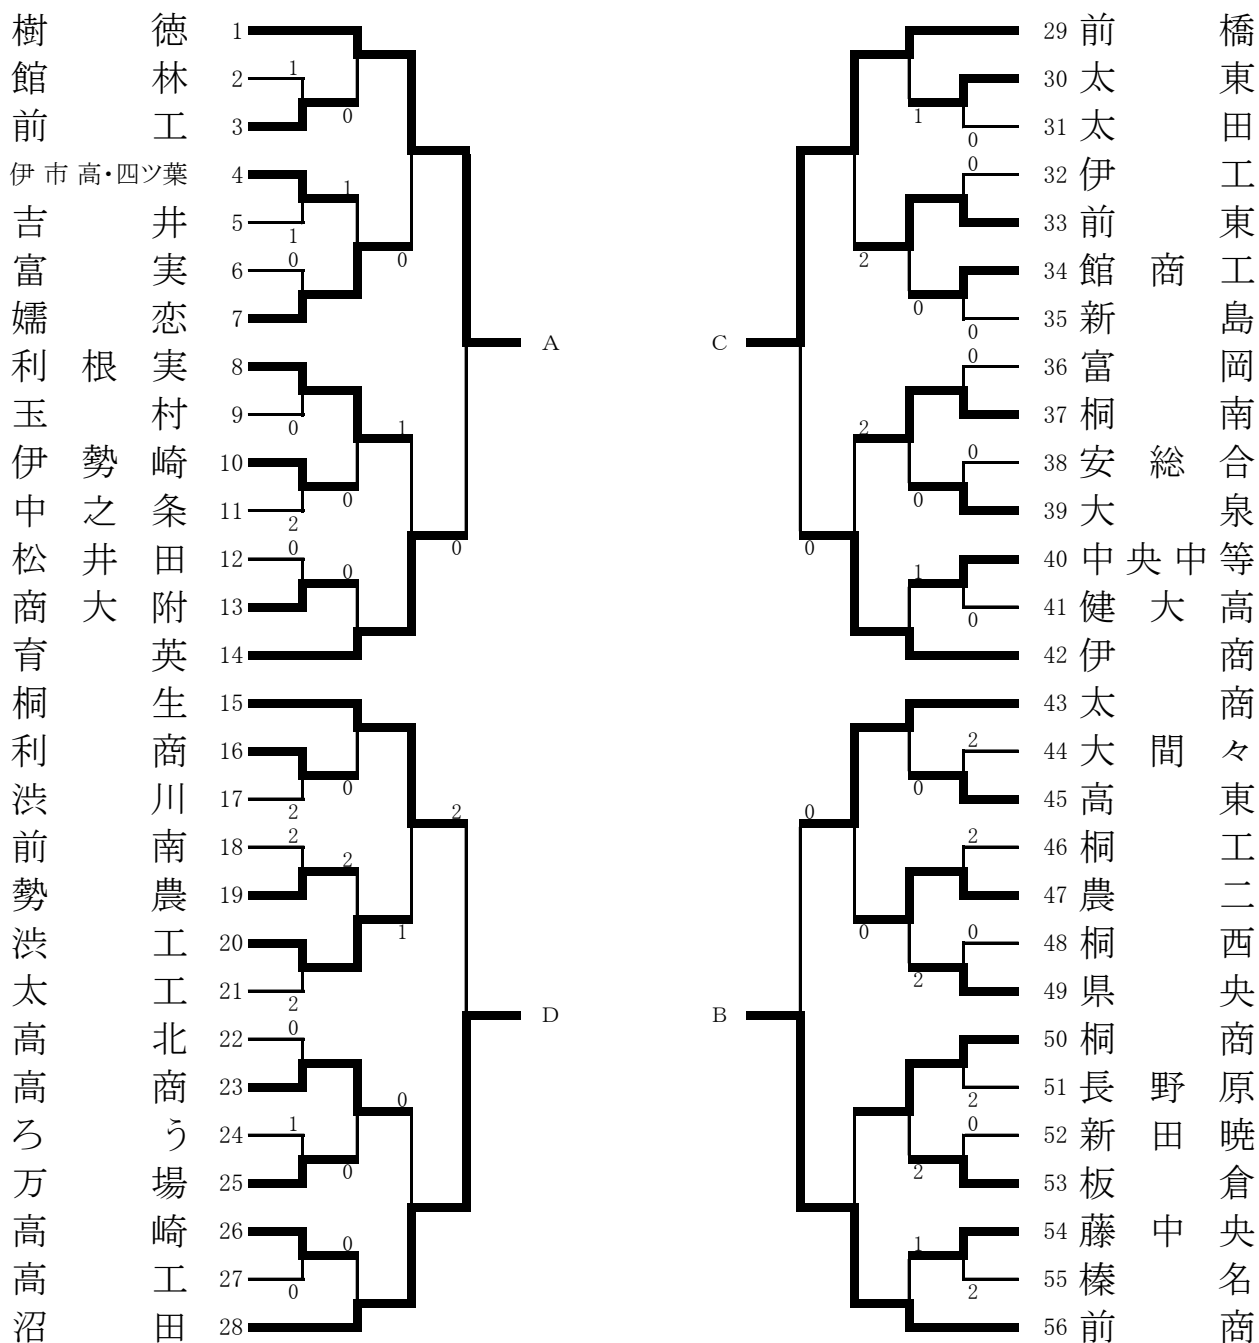 樹徳 1
1
館林 2
0
前工 3
伊市高・四ツ葉 4
1
吉井 5
1
0
富実 6
0
嬬恋 7
A
利根実 8
玉村 9
0
1
伊勢崎 10
0
中之条 11
2
0
松井田 12
0
0
商大附 13
育英 14
桐生 15
利商 16
0
渋川 17
2
2
2
前南 18
2
勢農 19
1
渋工 20
太工 21
2
0
高北 22
D
高商 23
0
1
ろう 24
0
万場 25
高崎 26
0
高工 27
0
沼田 28
29 前橋
30 太東
1
31 太田
0
0
32 伊工
33 前東
2
34 館商工
0
35 新島
0
C
0
36 富岡
37 桐南
2
0
38 安総合
0
39 大泉
0
40 中央中等
1
41 健大高
0
42 伊商
43 太商
2
44 大間々
0
45 高東
0
2
46 桐工
47 農二
0
0
48 桐西
2
49 県央
B
50 桐商
51 長野原
2
0
52 新田暁
2
53 板倉
54 藤中央
1
55 榛名
2
56 前商